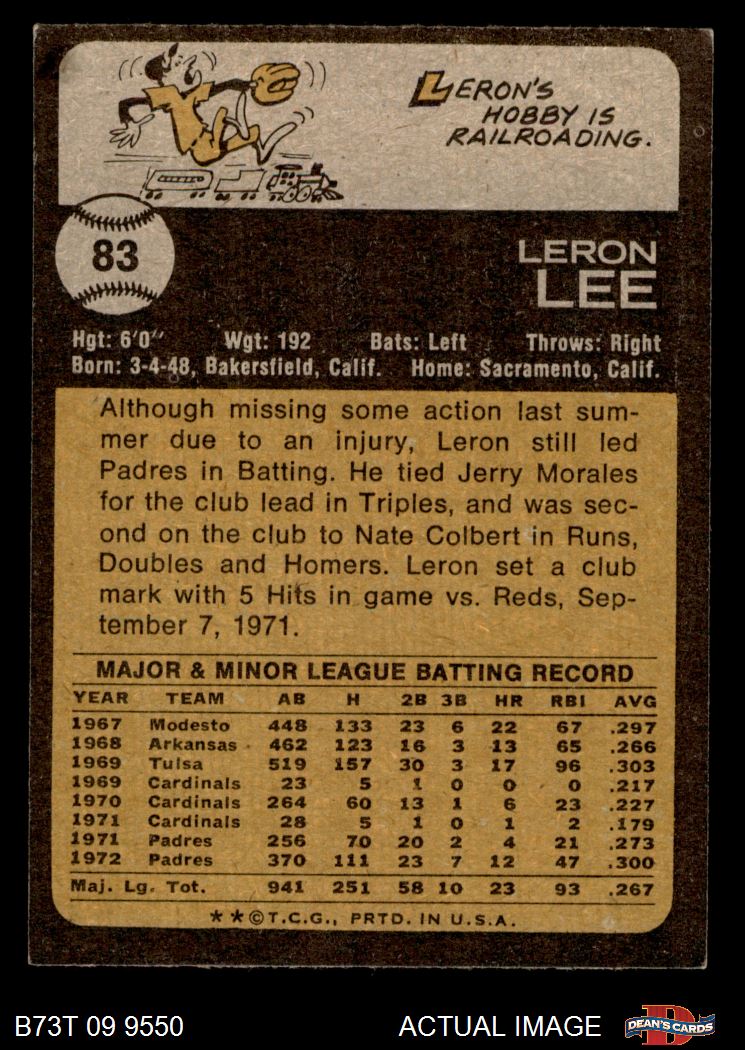 LERON'S
HOBBY IS
RAILROADING.
83
LERON
LEE
Hgt: 6'0" Wgt: 192 Bats: Left Throws: Right
Born: 3-4-48, Bakersfield, Calif. Home: Sacramento, Calif.
Although missing some action last sum-
mer due to an injury, Leron still led
Padres in Batting. He tied Jerry Morales
for the club lead in Triples, and was sec-
ond on the club to Nate Colbert in Runs,
Doubles and Homers. Leron set a club
mark with 5 Hits in game vs. Reds, Sep-
tember 7, 1971.
MAJOR & MINOR LEAGUE BATTING RECORD
YEAR TEAM AB H 2B 3B HR RBI AVG
1967 Modesto 448 133 23 6 22 67 .297
1968 Arkansas 462 123 16 3 13 65 .266
1969 Tulsa 519 157 30 3 17 96 .303
1969 Cardinals 23 5 1 0 0 0 .217
1970 Cardinals 264 60 13 1 6 23 .227
1971 Cardinals 28 5 1 0 1 2 .179
1971 Padres 256 70 20 2 4 21 .273
1972 Padres 370 111 23 7 12 47 .300
Maj. Lg. Tot. 941 251 58 10 23 93 .267
**©T.C.G., PRTD. IN U.S.A.
B73T 09 9550 ACTUAL IMAGE D DEAN'S CARDS